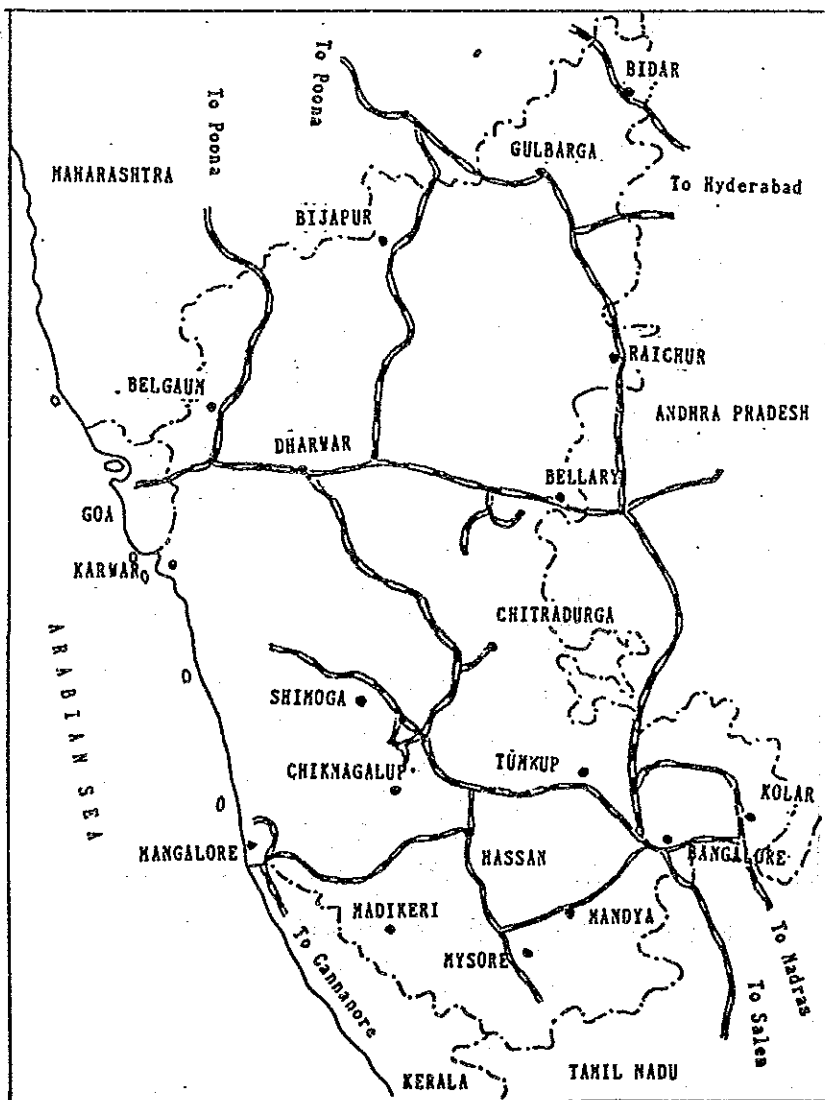 To Poona
To Poona
BIDAR
GULBARGA
MAHARASHTRA
To Hyderabad
BIJAPUR
RAICHUR
BELGAUM
ANDHRA PRADESH
DHARWAR
BELLARY
GOA
KARWAR
CHITRADURGA
ARABIAN SEA
SHIMOGA
TUMKUP
CHIKMAGALUP
KOLAR
MANGALORE
HASSAN
BANGALORE
MADIKERI
MANDYA
To Cannanore
MYSORE
To Madras
To Salem
KERALA
TAMIL NADU